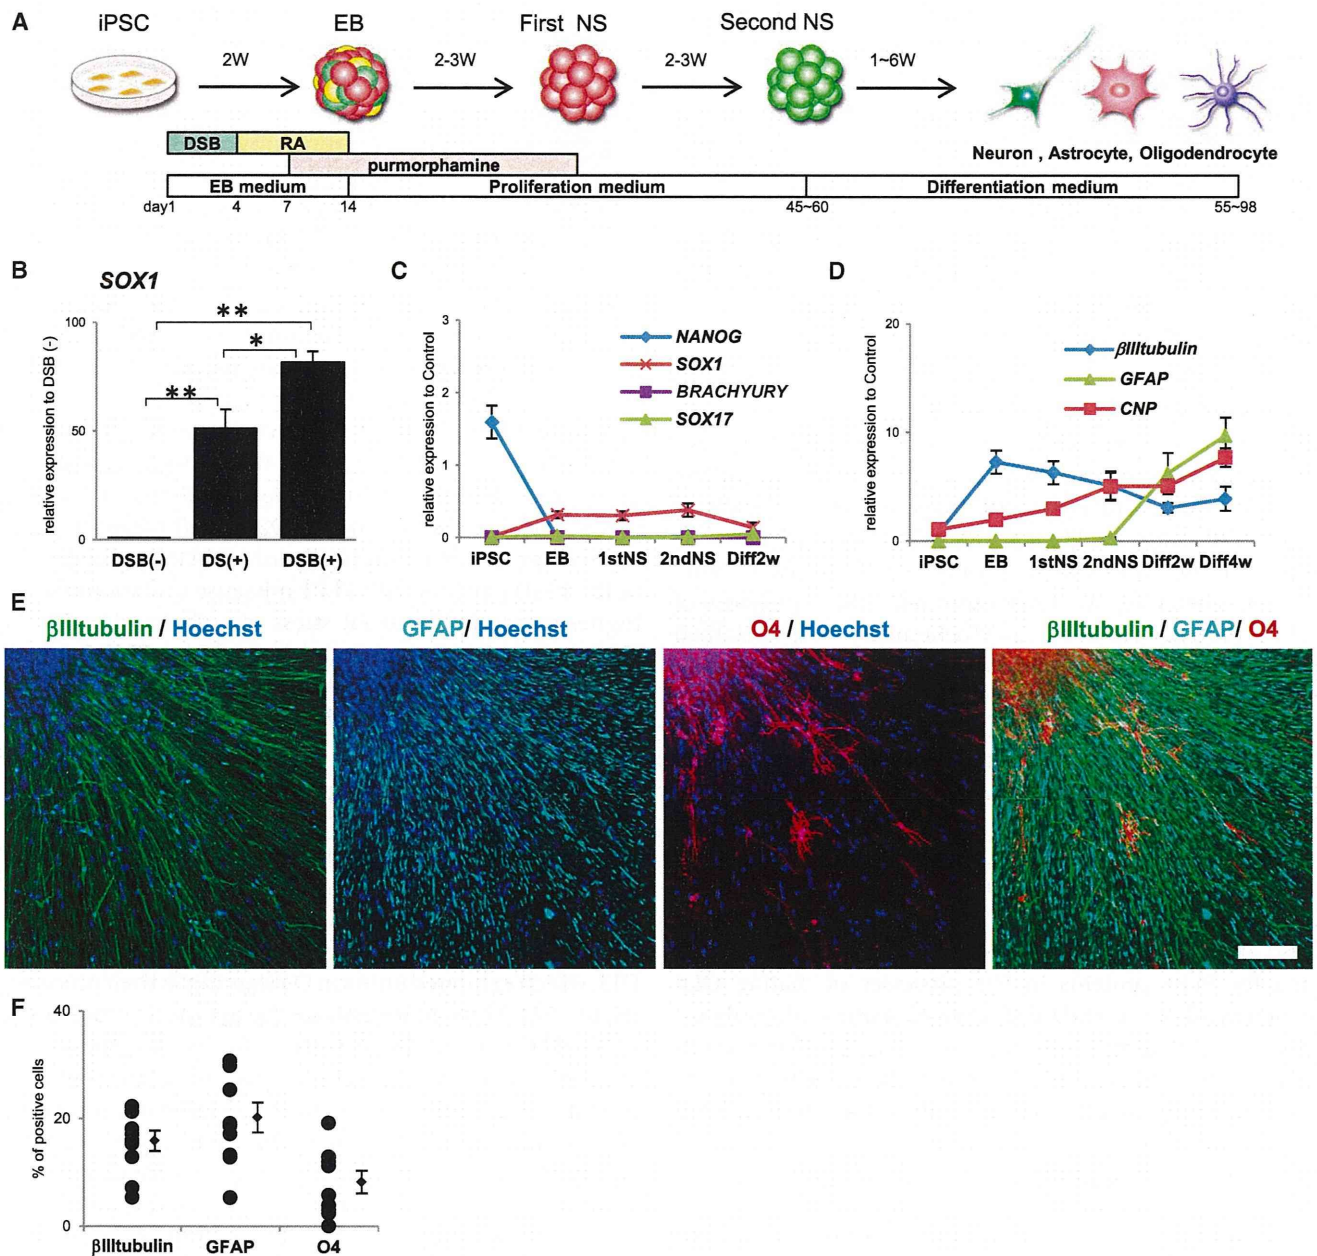 A
iPSC
EB
First NS
Second NS
2W
2-3W
2-3W
1~6W
DSB
RA
purmorphamine
Neuron , Astrocyte, Oligodendrocyte
EB medium
Proliferation medium
Differentiation medium
day1
4
7
14
45~60
55~98
B
SOX1
relative expression to DSB (-)
100
50
0
**
*
**
DSB(-)
DS(+)
DSB(+)
C
relative expression to Control
3
2
1
0
NANOG
SOX1
BRACHYURY
SOX17
iPSC
EB
1stNS
2ndNS
Diff2w
D
relative expression to Control
20
10
0
βIIItubulin
GFAP
CNP
iPSC
EB
1stNS
2ndNS
Diff2w
Diff4w
E
βIIItubulin / Hoechst
GFAP/ Hoechst
O4 / Hoechst
βIIItubulin / GFAP/ O4
F
% of positive cells
40
20
0
βIIItubulin
GFAP
O4